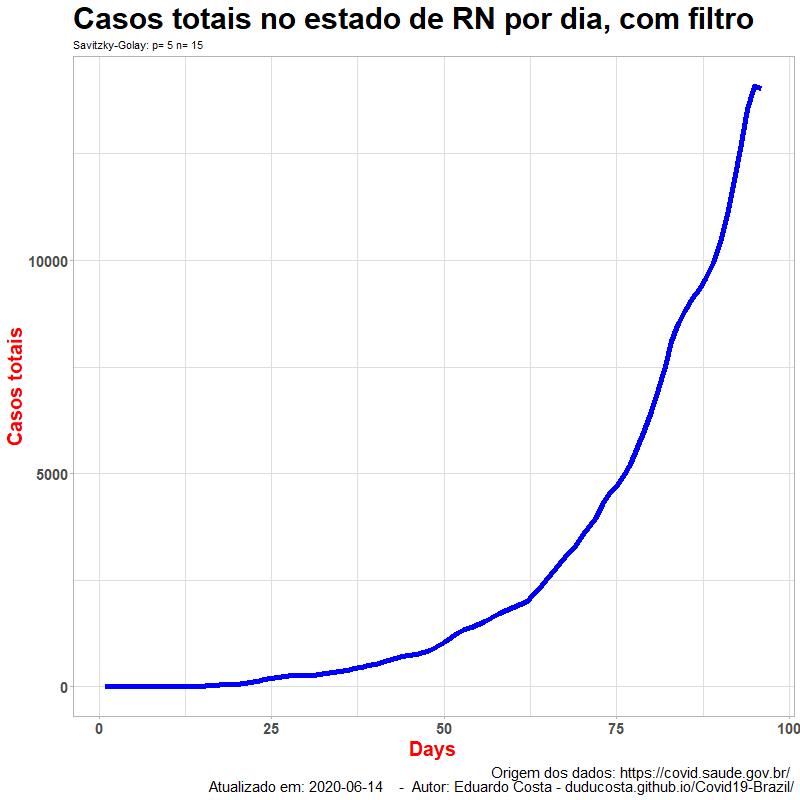 Casos totais no estado de RN por dia, com filtro
Savitzky-Golay: p= 5 n= 15
Casos totais
10000
5000
0
0 25 50 75 100
Days
Origem dos dados: https://covid.saude.gov.br/
Atualizado em: 2020-06-14 - Autor: Eduardo Costa - duducosta.github.io/Covid19-Brazil/